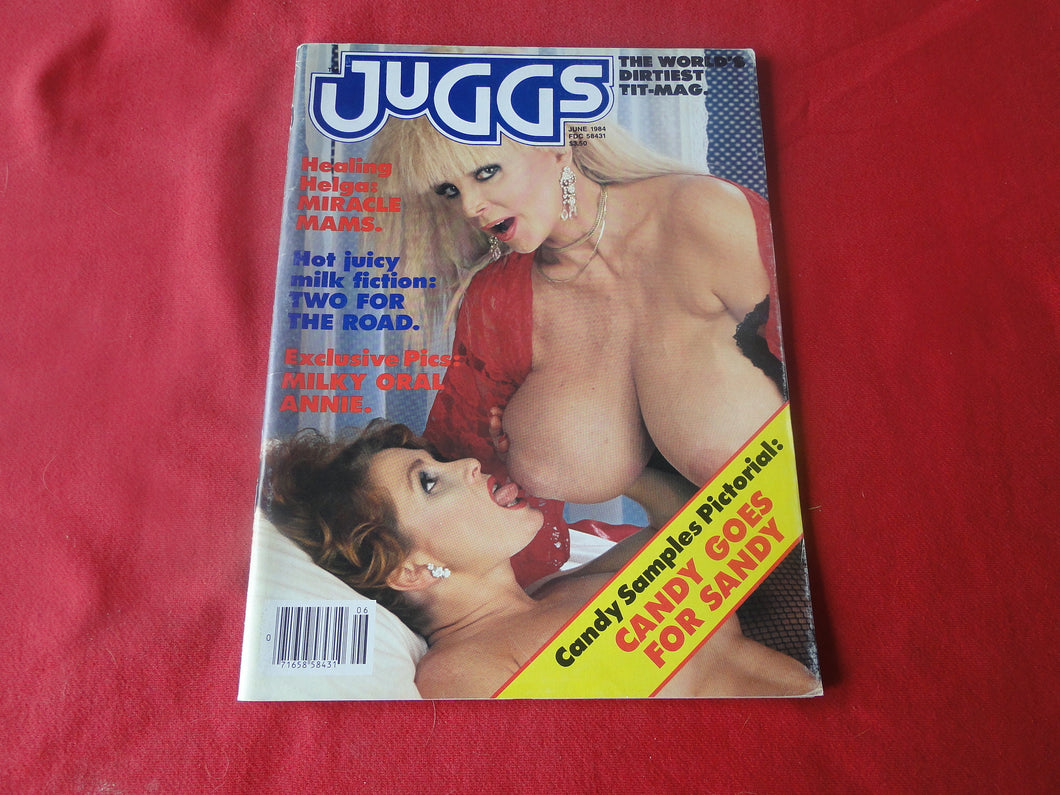 JUGGS
THE WORLD'S
DIRTIEST
TIT-MAG.
JUNE 1984
FDC 58431
$3.50
Healing
Helga:
MIRACLE
MAMS.
Hot juicy
milk fiction:
TWO FOR
THE ROAD.
Exclusive Pics:
MILKY ORAL
ANNIE.
Candy Samples Pictorial:
CANDY GOES
FOR SANDY
06
0
71658 58431